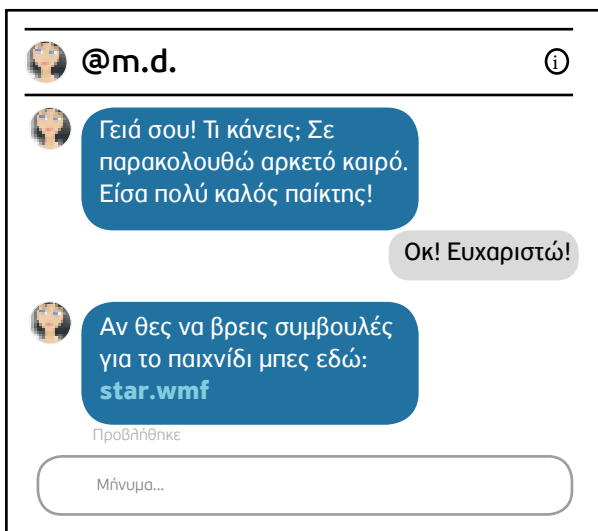 @m.d.
i
Γειά σου! Τι κάνεις; Σε
παρακολουθώ αρκετό καιρό.
Είσα πολύ καλός παίκτης!
Οκ! Ευχαριστώ!
Αν θες να βρεις συμβουλές
για το παιχνίδι μπες εδώ:
star.wmf
Προβλήθηκε
Μήνυμα...